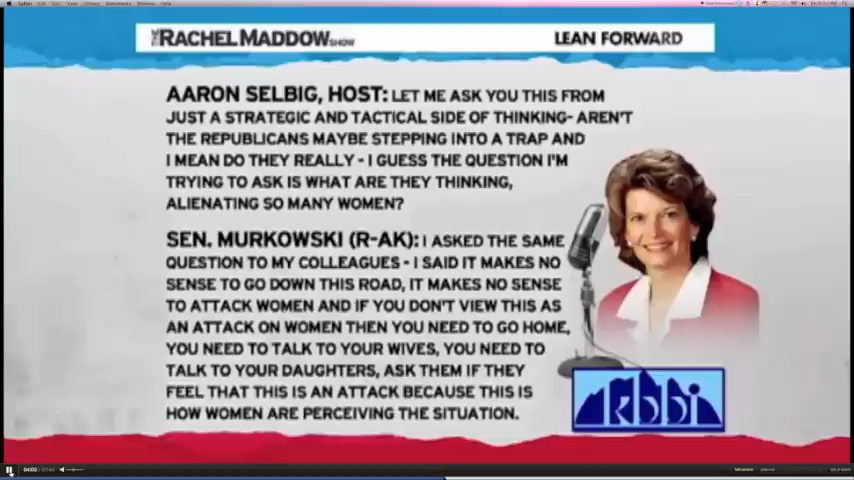 THE RACHEL MADDOW SHOW
LEAN FORWARD
AARON SELBIG, HOST: LET ME ASK YOU THIS FROM
JUST A STRATEGIC AND TACTICAL SIDE OF THINKING- AREN'T
THE REPUBLICANS MAYBE STEPPING INTO A TRAP AND
I MEAN DO THEY REALLY - I GUESS THE QUESTION I'M
TRYING TO ASK IS WHAT ARE THEY THINKING,
ALIENATING SO MANY WOMEN?
SEN. MURKOWSKI (R-AK): I ASKED THE SAME
QUESTION TO MY COLLEAGUES - I SAID IT MAKES NO
SENSE TO GO DOWN THIS ROAD, IT MAKES NO SENSE
TO ATTACK WOMEN AND IF YOU DON'T VIEW THIS AS
AN ATTACK ON WOMEN THEN YOU NEED TO GO HOME,
YOU NEED TO TALK TO YOUR WIVES, YOU NEED TO
TALK TO YOUR DAUGHTERS, ASK THEM IF THEY
FEEL THAT THIS IS AN ATTACK BECAUSE THIS IS
HOW WOMEN ARE PERCEIVING THE SITUATION.
kbbi
04:00